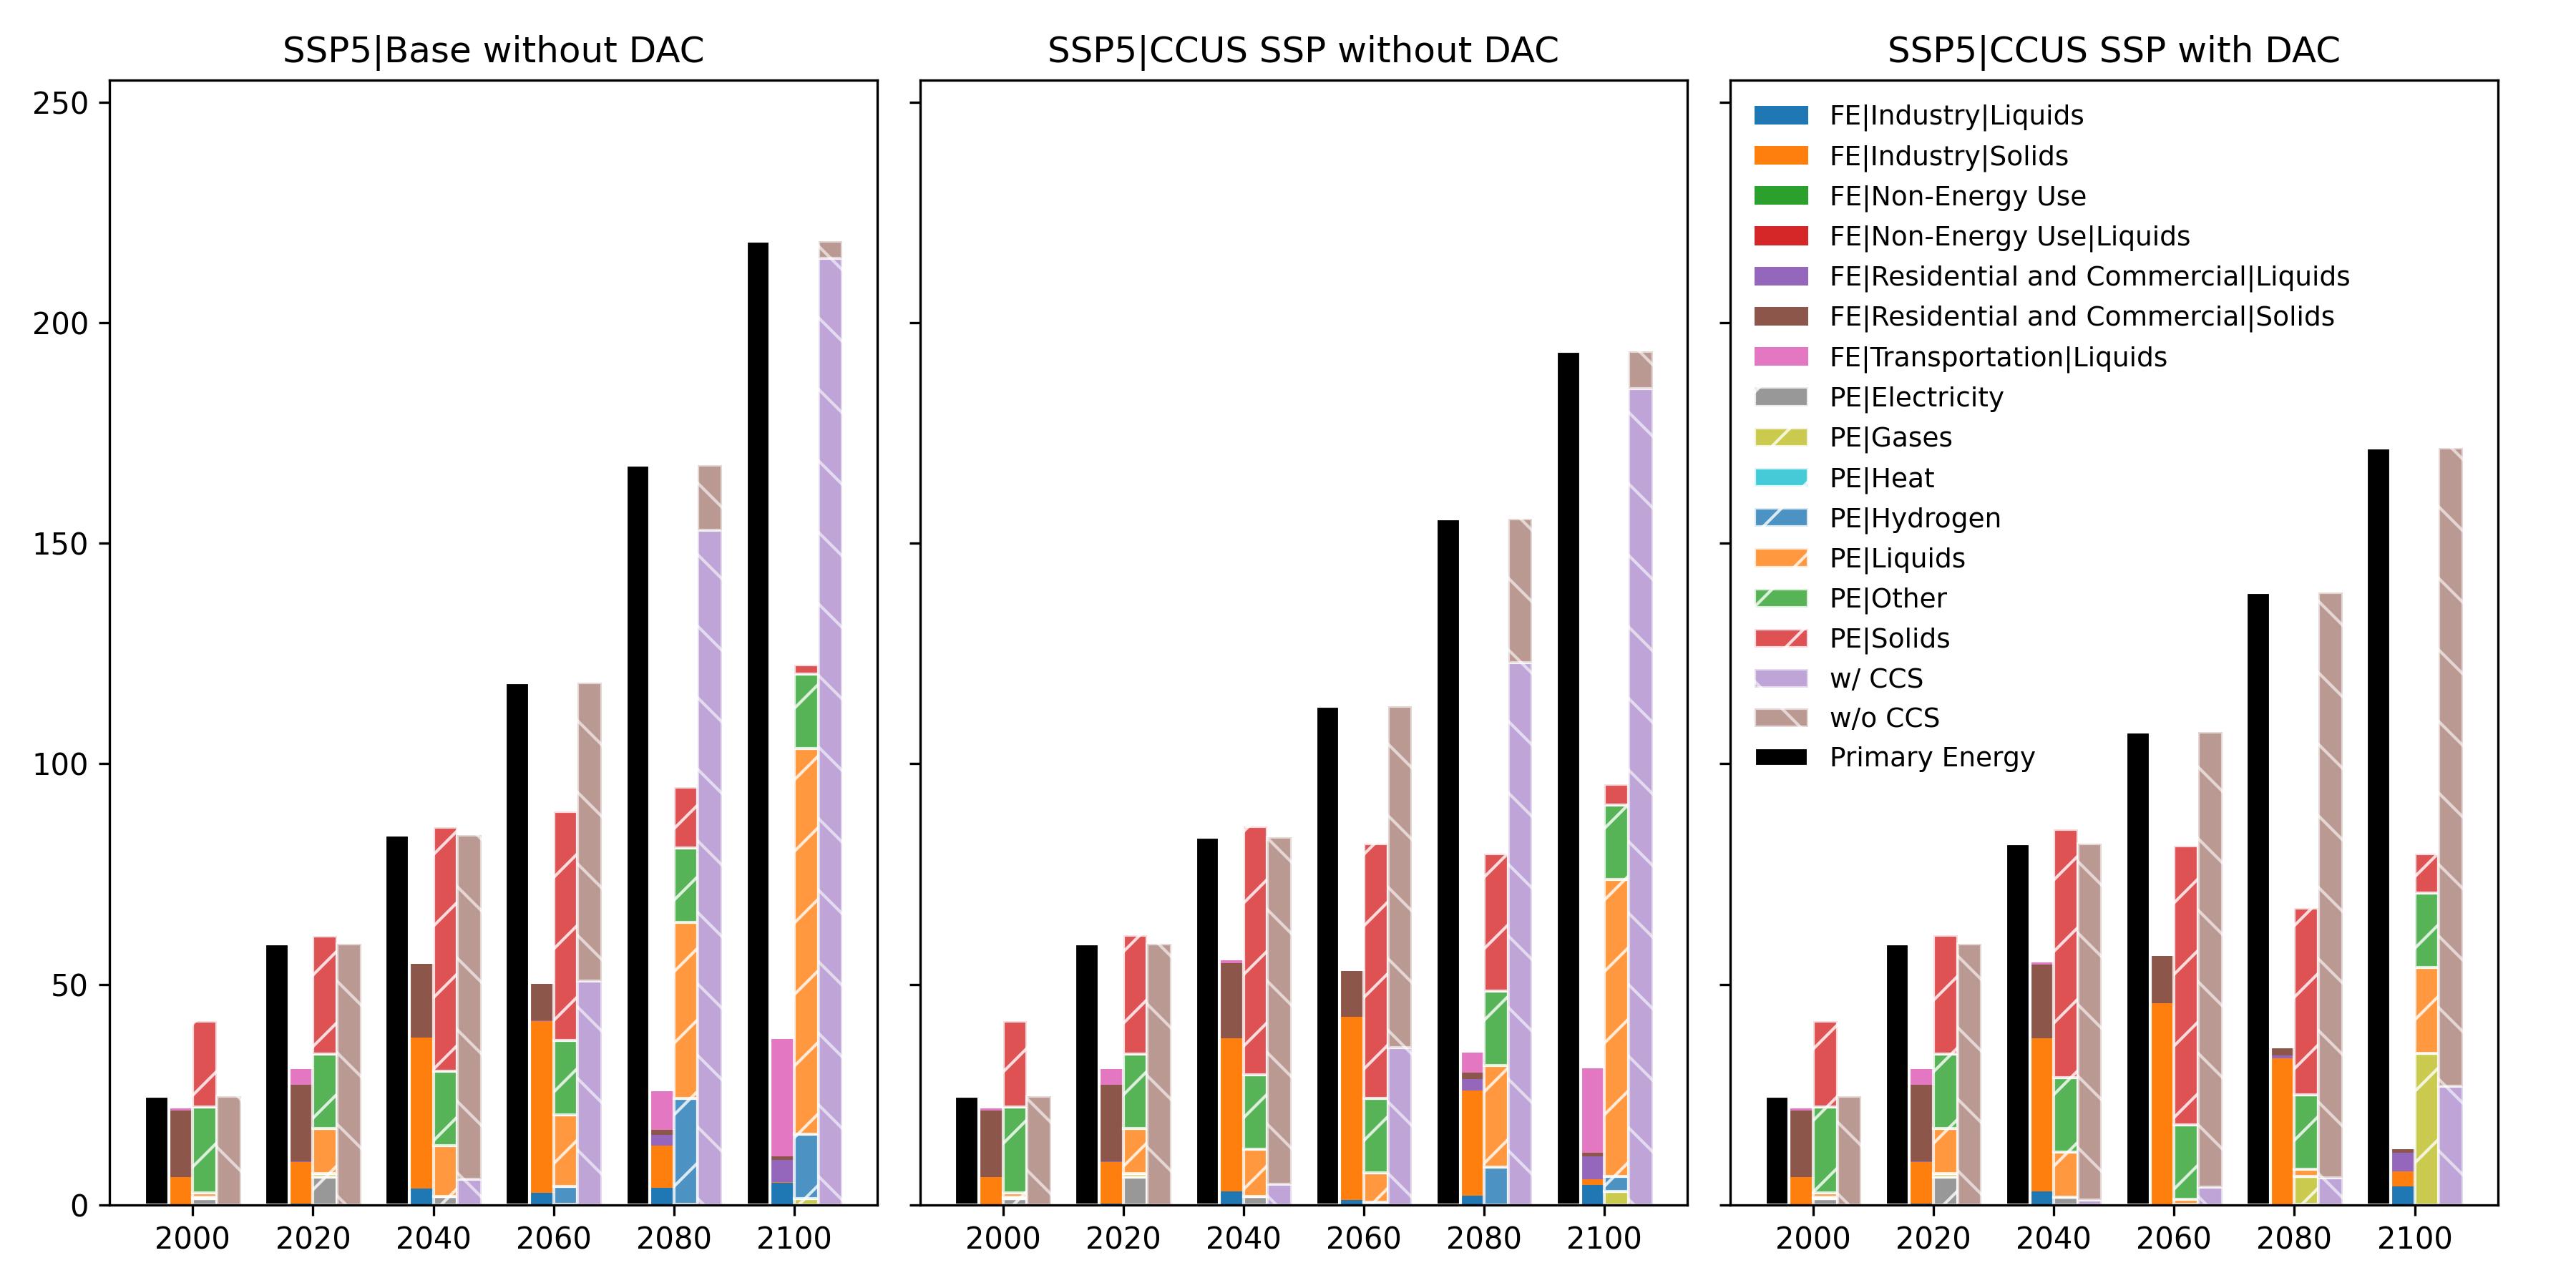 SSP5|Base without DAC
SSP5|CCUS SSP without DAC
SSP5|CCUS SSP with DAC
250
200
150
100
50
0
2000 2020 2040 2060 2080 2100
2000 2020 2040 2060 2080 2100
FE|Industry|Liquids
FE|Industry|Solids
FE|Non-Energy Use
FE|Non-Energy Use|Liquids
FE|Residential and Commercial|Liquids
FE|Residential and Commercial|Solids
FE|Transportation|Liquids
PE|Electricity
PE|Gases
PE|Heat
PE|Hydrogen
PE|Liquids
PE|Other
PE|Solids
w/ CCS
w/o CCS
Primary Energy
2000 2020 2040 2060 2080 2100